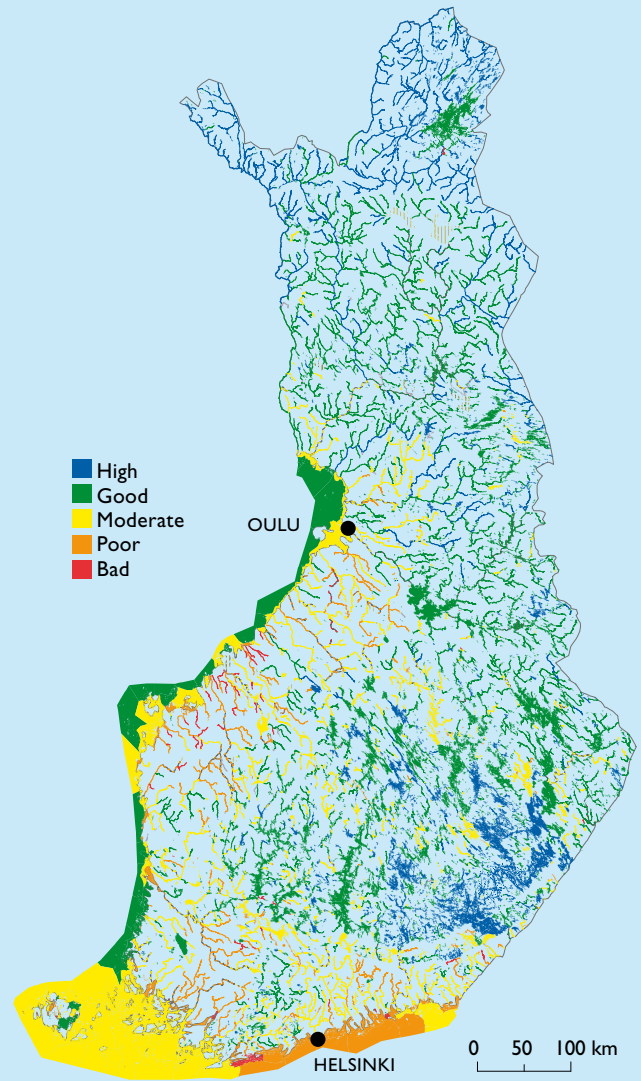 High
Good
Moderate
Poor
Bad
OULU
HELSINKI
0 50 100 km